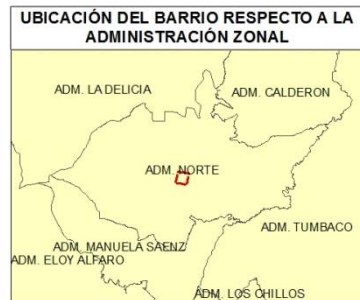 UBICACIÓN DEL BARRIO RESPECTO A LA
ADMINISTRACIÓN ZONAL
ADM. LA DELICIA
ADM. CALDERON
ADM. NORTE
ADM. TUMBACO
ADM. MANUELA SAENZ
ADM. ELOY ALFARO
ADM. LOS CHILLOS